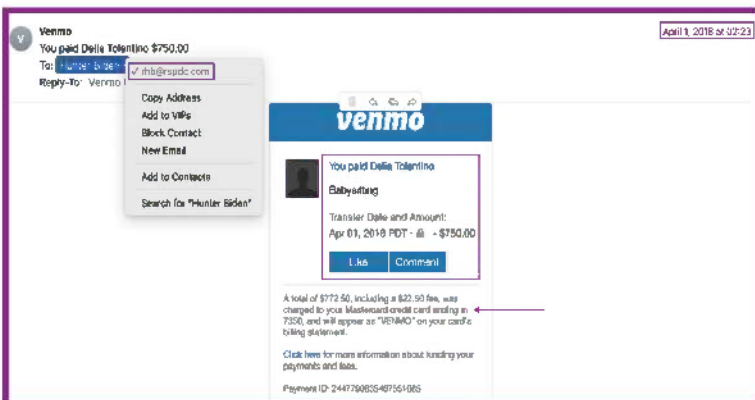 V
Venmo
April 1, 2018 at 02:23
You paid Delia Tolentino $750.00
To: Hunter Biden
✓ rhb@rspdc.com
Reply-To: Venmo
Copy Address
Add to VIPs
Block Contact
New Email
Add to Contacts
Search for "Hunter Biden"
venmo
You paid Delia Tolentino
Babysitting
Transfer Date and Amount:
Apr 01, 2018 PDT · - $750.00
Like Comment
A total of $772.50, including a $22.50 fee, was
charged to your Mastercard credit card ending in
7350, and will appear as "VENMO" on your card's
billing statement.
Click here for more information about funding your
payments and fees.
Payment ID: